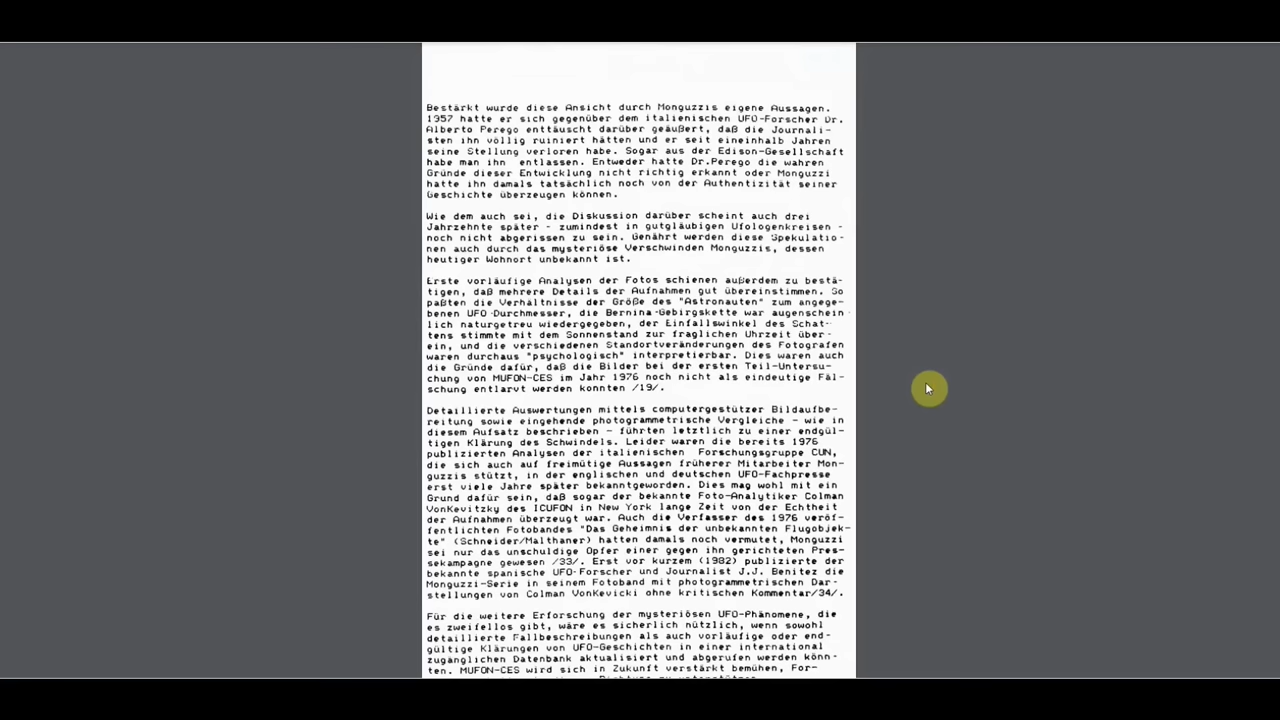 Bestärkt wurde diese Ansicht durch Monguzzis eigene Aussagen.
1957 hatte er sich gegenüber dem italienischen UFO-Forscher Dr.
Alberto Perego enttäuscht darüber geäußert, daß die Journali-
sten ihn völlig ruiniert hätten und er seit eineinhalb Jahren
seine Stellung verloren habe. Sogar aus der Edison-Gesellschaft
habe man ihn entlassen. Entweder hatte Dr.Perego die wahren
Gründe dieser Entwicklung nicht richtig erkannt oder Monguzzi
hatte ihn damals tatsächlich noch von der Authentizität seiner
Geschichte überzeugen können.
Wie dem auch sei, die Diskussion darüber scheint auch drei
Jahrzehnte später - zumindest in gutgläubigen Ufologenkreisen -
noch nicht abgerissen zu sein. Genährt werden diese Spekulatio-
nen auch durch das mysteriöse Verschwinden Monguzzis, dessen
heutiger Wohnort unbekannt ist.
Erste vorläufige Analysen der Fotos schienen außerdem zu bestä-
tigen, daß mehrere Details der Aufnahmen gut übereinstimmen. So
paßten die Verhältnisse der Größe des "Astronauten" zum angege-
benen UFO-Durchmesser, die Bernina-Gebirgskette war augenschein-
lich naturgetreu wiedergegeben, der Einfallswinkel des Schat-
tens stimmte mit dem Sonnenstand zur fraglichen Uhrzeit über-
ein, und die verschiedenen Standortveränderungen des Fotografen
waren durchaus "psychologisch" interpretierbar. Dies waren auch
die Gründe dafür, daß die Bilder bei der ersten Teil-Untersu-
chung von MUFON-CES im Jahr 1976 noch nicht als eindeutige Fäl-
schung entlarvt werden konnten /19/.
Detaillierte Auswertungen mittels computergestützer Bildaufbe-
reitung sowie eingehende photogrammetrische Vergleiche - wie in
diesem Aufsatz beschrieben - führten letztlich zu einer endgül-
tigen Klärung des Schwindels. Leider waren die bereits 1976
publizierten Analysen der italienischen Forschungsgruppe CUN,
die sich auch auf freimütige Aussagen früherer Mitarbeiter Mon-
guzzis stützt, in der englischen und deutschen UFO-Fachpresse
erst viele Jahre später bekanntgeworden. Dies mag wohl mit ein
Grund dafür sein, daß sogar der bekannte Foto-Analytiker Colman
VonKevitzky des ICUFON in New York lange Zeit von der Echtheit
der Aufnahmen überzeugt war. Auch die Verfasser des 1976 veröf-
fentlichten Fotobandes "Das Geheimnis der unbekannten Flugobjek-
te" (Schneider/Malthaner) hatten damals noch vermutet, Monguzzi
sei nur das unschuldige Opfer einer gegen ihn gerichteten Pres-
sekampagne gewesen /33/. Erst vor kurzem (1982) publizierte der
bekannte spanische UFO-Forscher und Journalist J.J. Benitez die
Monguzzi-Serie in seinem Fotoband mit photogrammetrischen Dar-
stellungen von Colman VonKevicki ohne kritischen Kommentar/34/.
Für die weitere Erforschung der mysteriösen UFO-Phänomene, die
es zweifellos gibt, wäre es sicherlich nützlich, wenn sowohl
detaillierte Fallbeschreibungen als auch vorläufige oder end-
gültige Klärungen von UFO-Geschichten in einer international
zugänglichen Datenbank aktualisiert und abgerufen werden könn-
ten. MUFON-CES wird sich in Zukunft verstärkt bemühen, For-